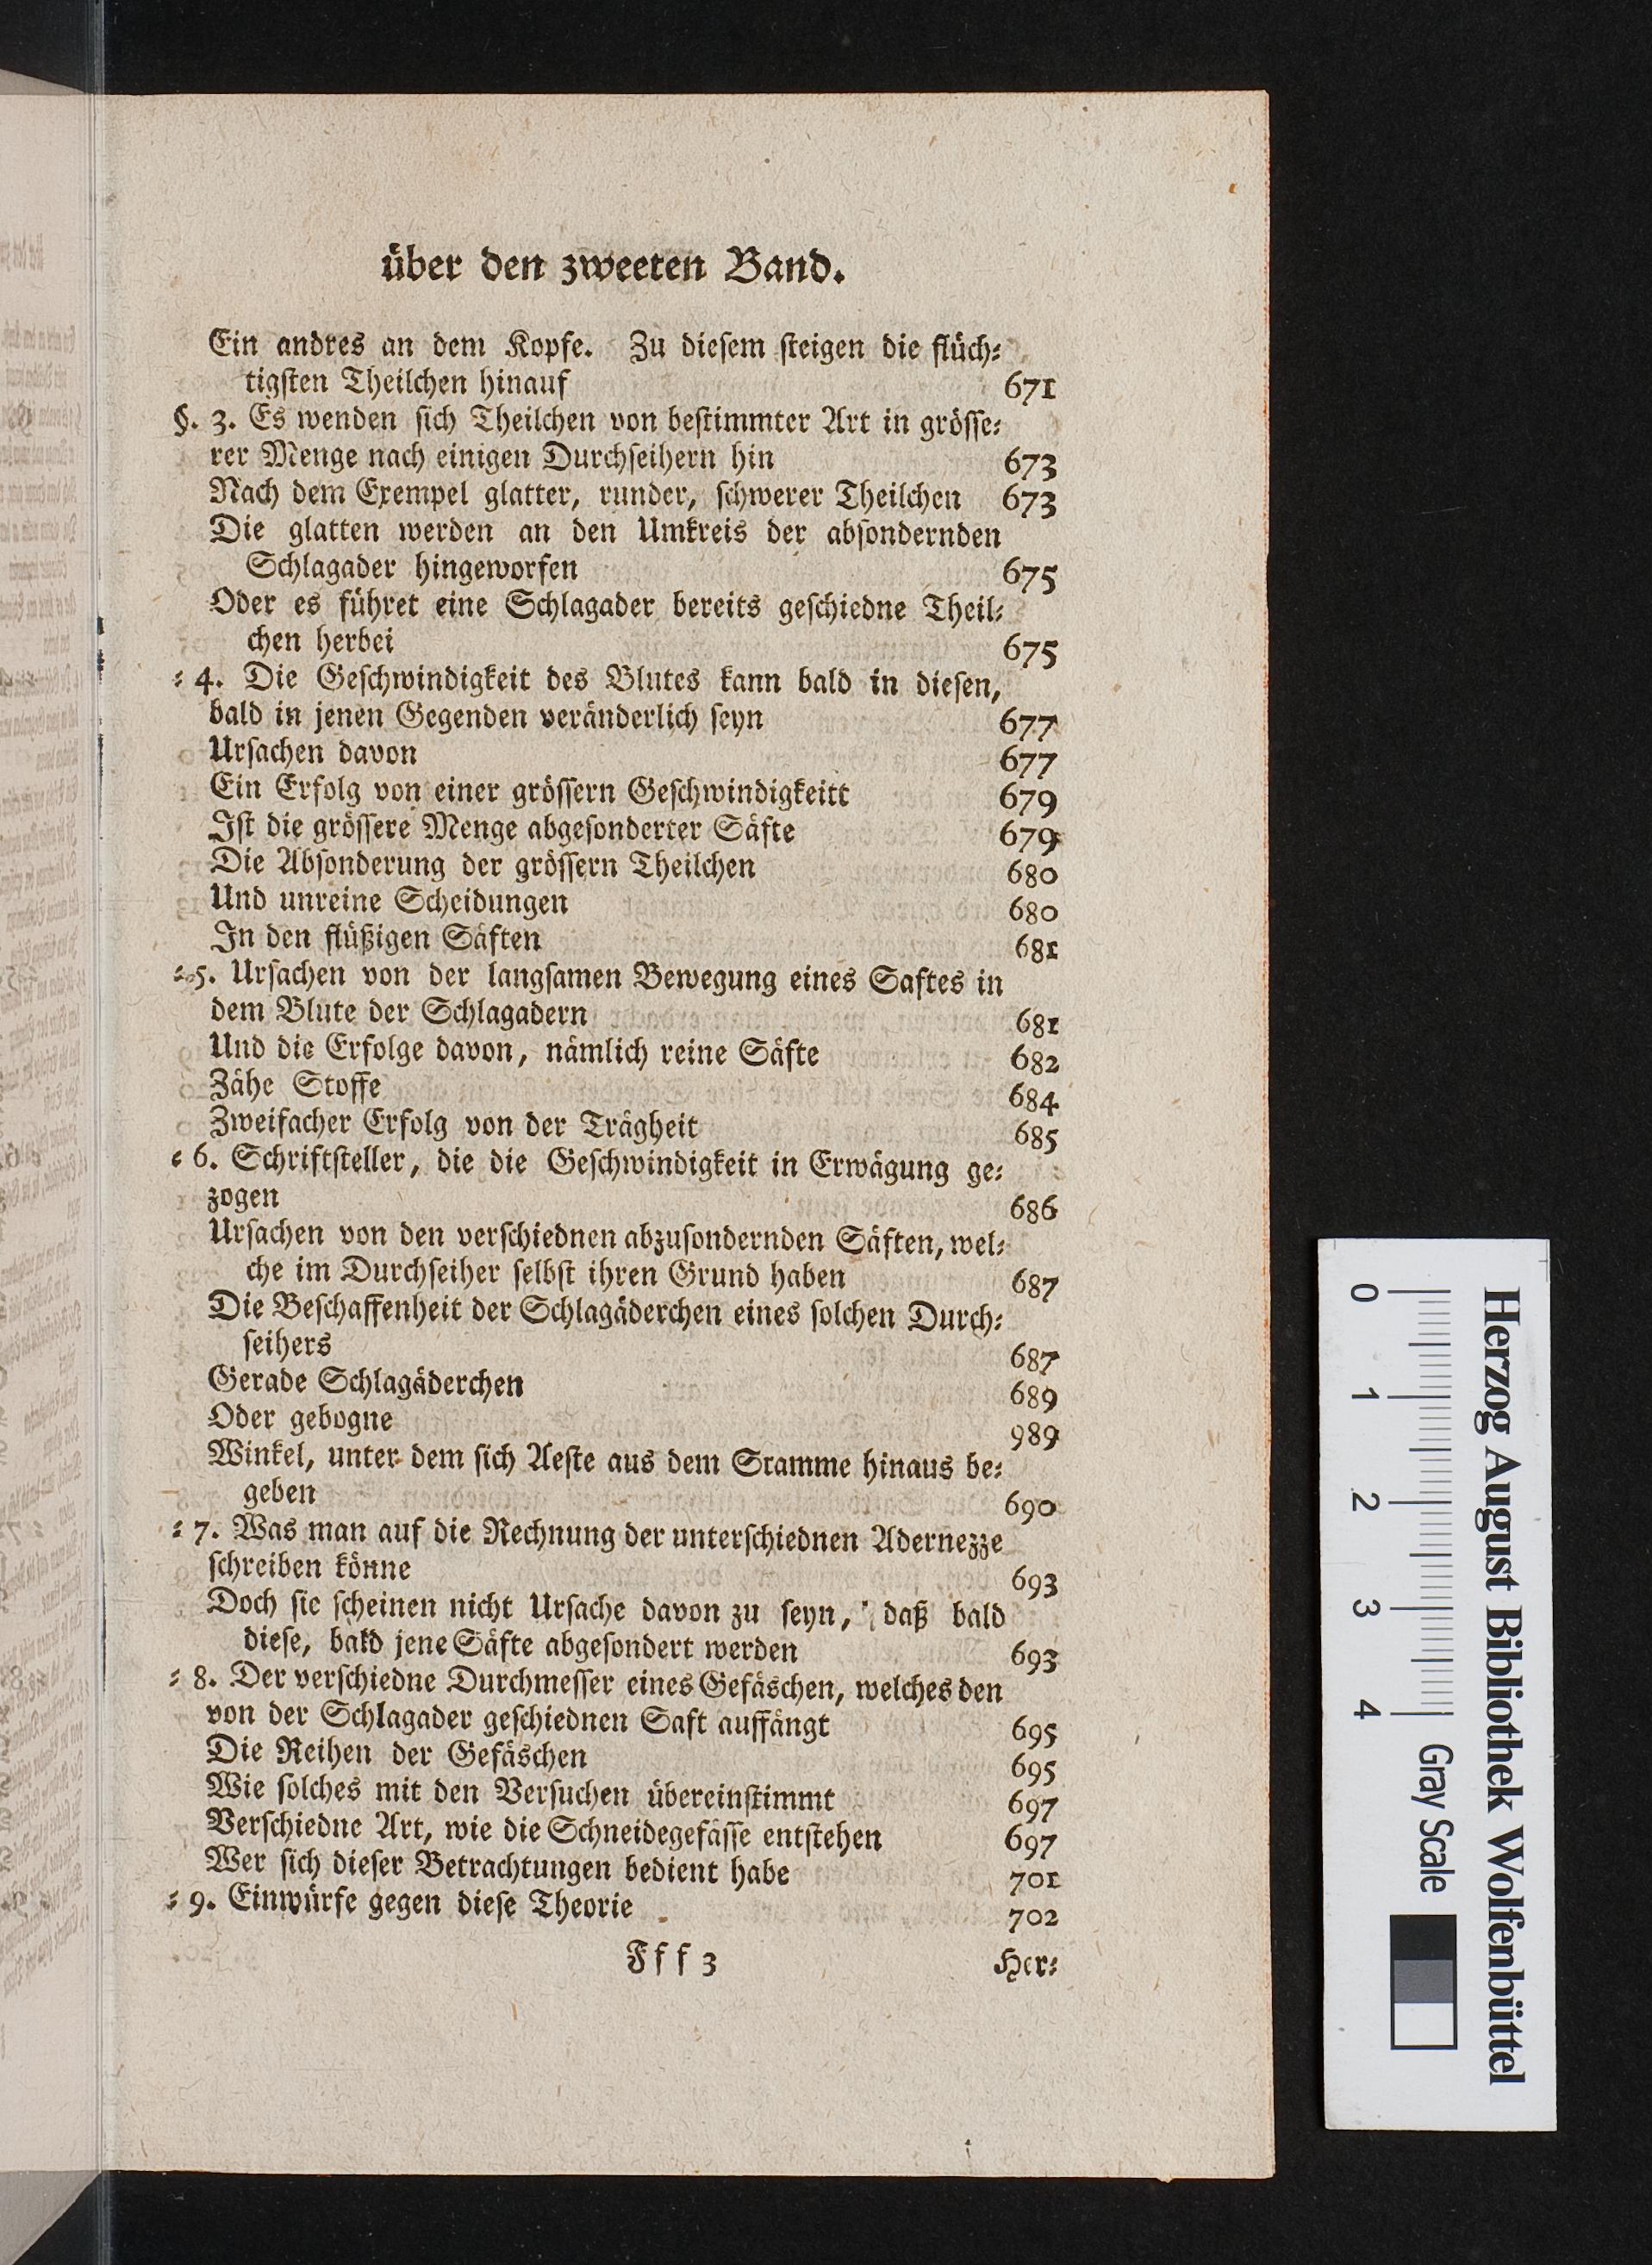 über den zweeten Band.
Ein andres an dem Kopfe. Zu dieſem ſteigen die flüch⸗
tigſten Theilchen hinauf 671
§. 3. Es wenden ſich Theilchen von beſtimmter Art in gröſſe⸗
rer Menge nach einigen Durchſeihern hin 673
Nach dem Exempel glatter, runder, ſchwerer Theilchen 673
Die glatten werden an den Umkreis der abſondernden
Schlagader hingeworfen 675
Oder es führet eine Schlagader bereits geſchiedne Theil⸗
chen herbei 675
⸗ 4. Die Geſchwindigkeit des Blutes kann bald in dieſen,
bald in jenen Gegenden veränderlich ſeyn 677
Urſachen davon 677
Ein Erfolg von einer gröſſern Geſchwindigkeitt 679
Iſt die gröſſere Menge abgeſonderter Säfte 679
Die Abſonderung der gröſſern Theilchen 680
Und unreine Scheidungen 680
In den flüßigen Säften 681
⸗ 5. Urſachen von der langſamen Bewegung eines Saftes in
dem Blute der Schlagadern 681
Und die Erfolge davon, nämlich reine Säfte 682
Zähe Stoffe 684
Zweifacher Erfolg von der Trägheit 685
⸗ 6. Schriftſteller, die die Geſchwindigkeit in Erwägung ge⸗
zogen 686
Urſachen von den verſchiednen abzuſondernden Säften, wel⸗
che im Durchſeiher ſelbſt ihren Grund haben 687
Die Beſchaffenheit der Schlagäderchen eines ſolchen Durch⸗
ſeihers 687
Gerade Schlagäderchen 689
Oder gebogne 989
Winkel, unter dem ſich Aeſte aus dem Stamme hinaus be⸗
geben 690
⸗ 7. Was man auf die Rechnung der unterſchiednen Adernezze
ſchreiben könne 693
Doch ſie ſcheinen nicht Urſache davon zu ſeyn, daß bald
dieſe, bald jene Säfte abgeſondert werden 693
⸗ 8. Der verſchiedne Durchmeſſer eines Gefäschen, welches den
von der Schlagader geſchiednen Saft auffängt 695
Die Reihen der Gefäschen 695
Wie ſolches mit den Verſuchen übereinſtimmt 697
Verſchiedne Art, wie die Schneidegefäſſe entſtehen 697
Wer ſich dieſer Betrachtungen bedient habe 701
⸗ 9. Einwürfe gegen dieſe Theorie 702
Fff 3 Her⸗
Herzog August Bibliothek Wolfenbüttel
0 1 2 3 4 Gray Scale